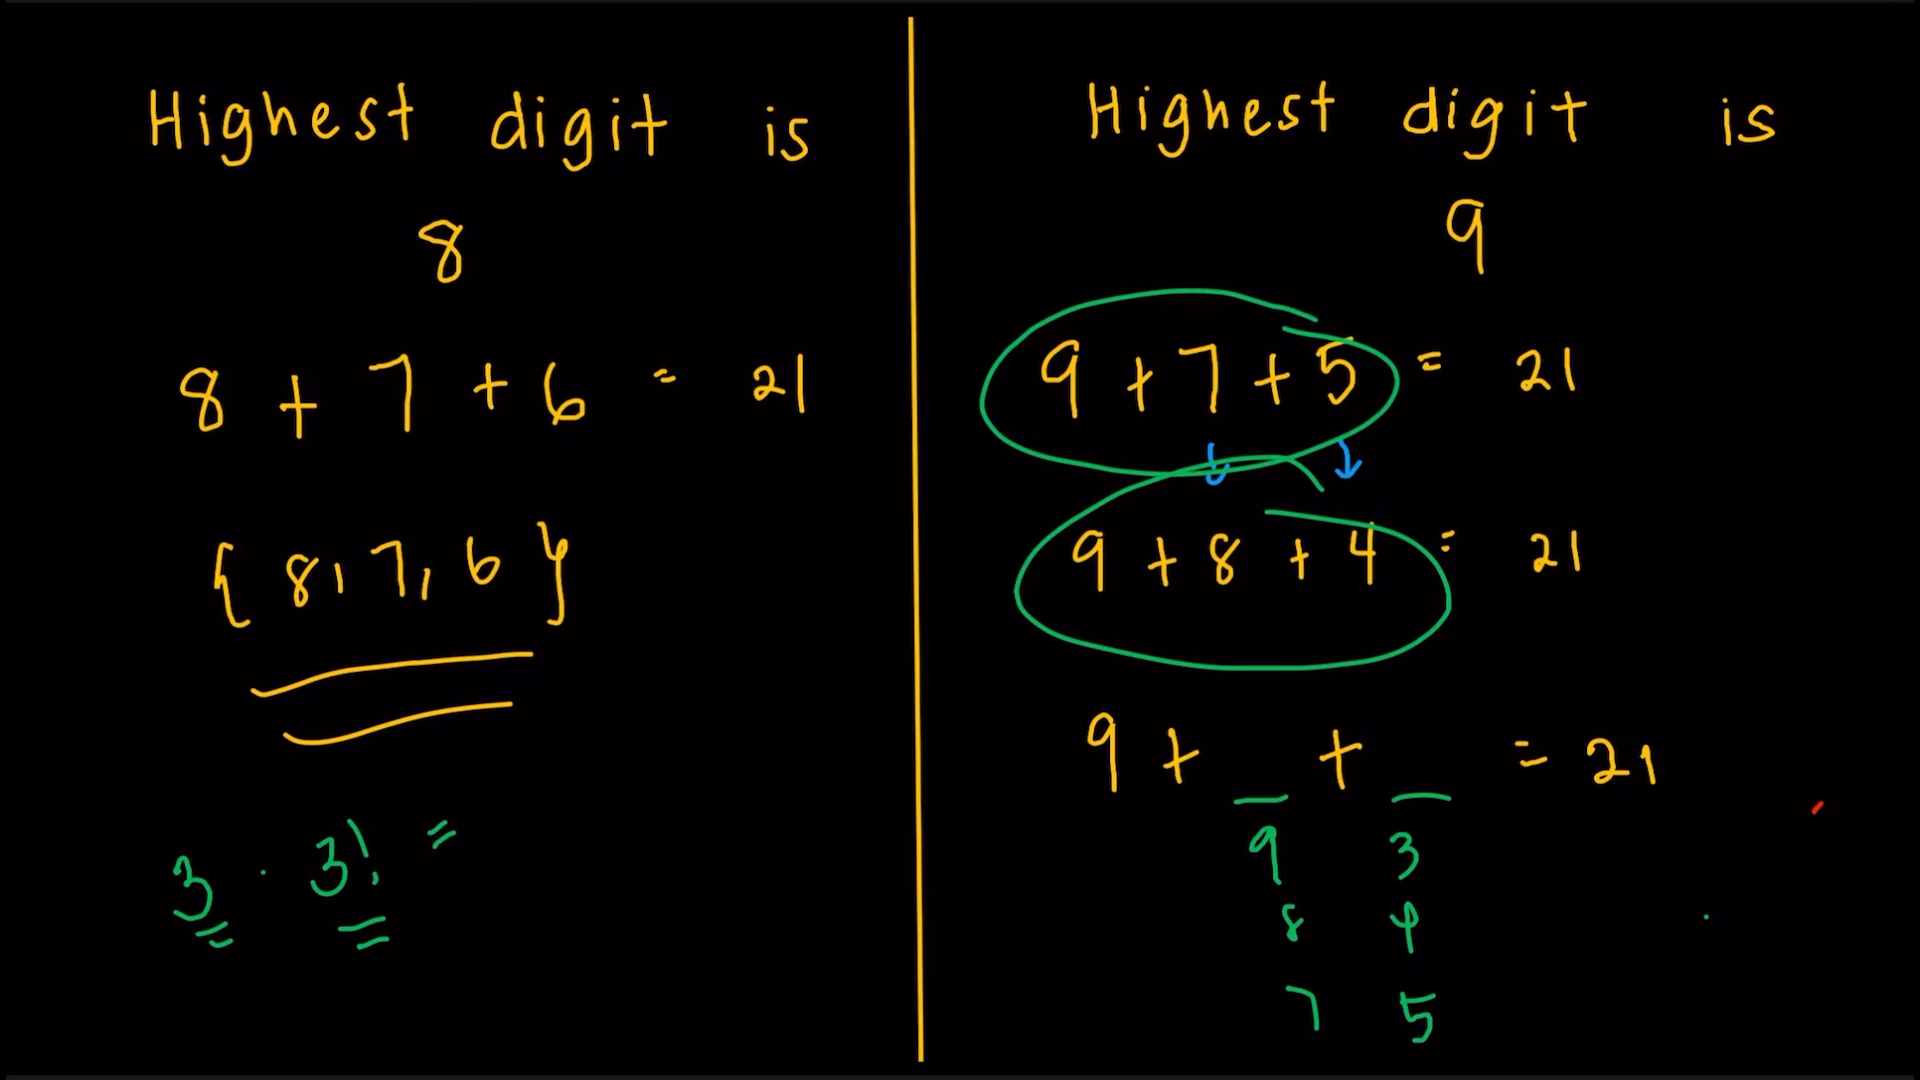 Highest digit is
8
8 + 7 + 6 = 21
{ 8, 7, 6 }
3 · 3! =
Highest digit is
9
9 + 7 + 5 = 21
9 + 8 + 4 = 21
9 + _ + _ = 21
9 3
8 4
7 5